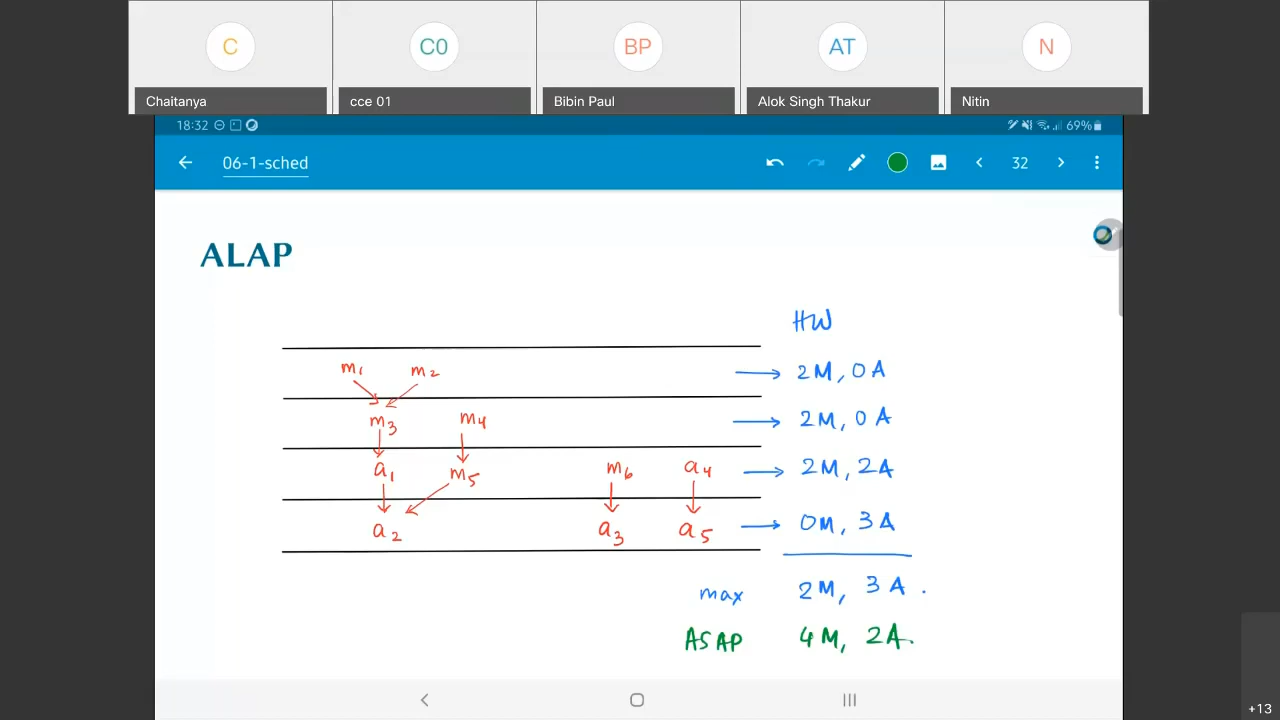 C C0 BP AT N
Chaitanya cce 01 Bibin Paul Alok Singh Thakur Nitin
18:32 69%
06-1-sched 32
ALAP
HW
m1 m2 → 2M, 0A
m3 m4 → 2M, 0A
a1 m5 m6 a4 → 2M, 2A
a2 a3 a5 → 0M, 3A
max 2M, 3A.
ASAP 4M, 2A.
+13